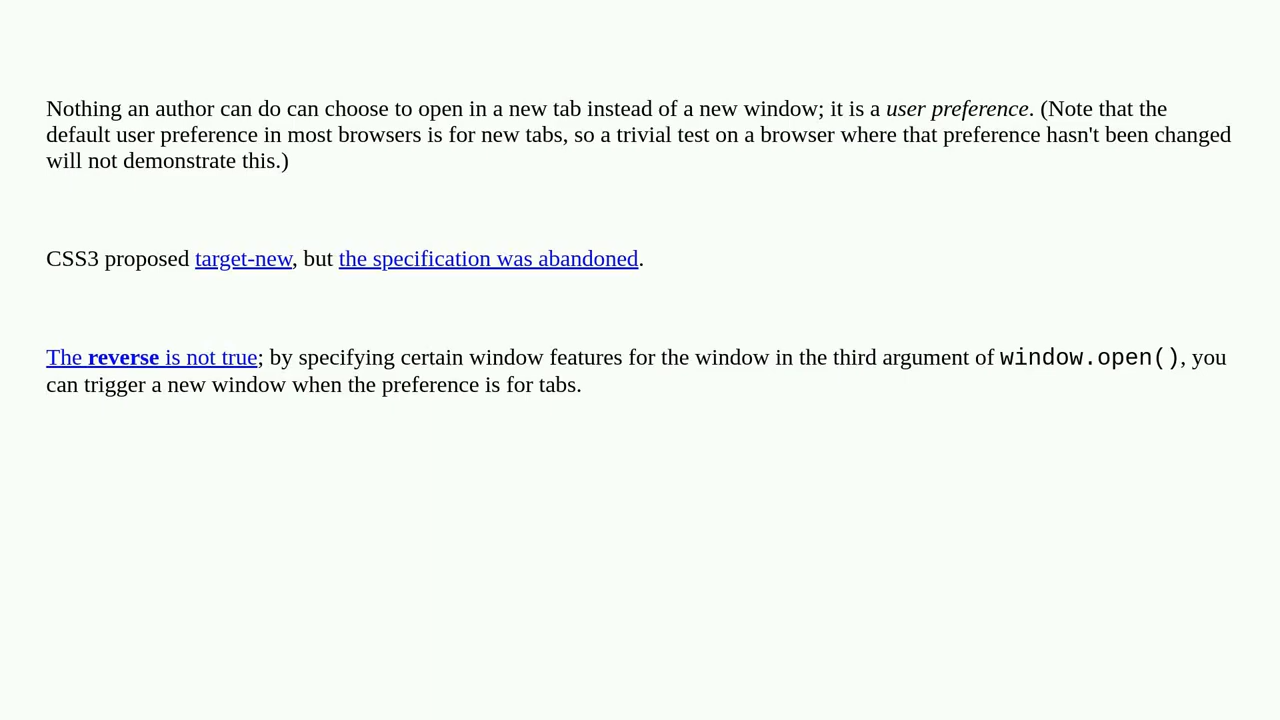 Nothing an author can do can choose to open in a new tab instead of a new window; it is a user preference. (Note that the
default user preference in most browsers is for new tabs, so a trivial test on a browser where that preference hasn't been changed
will not demonstrate this.)
CSS3 proposed target-new, but the specification was abandoned.
The reverse is not true; by specifying certain window features for the window in the third argument of window.open(), you
can trigger a new window when the preference is for tabs.